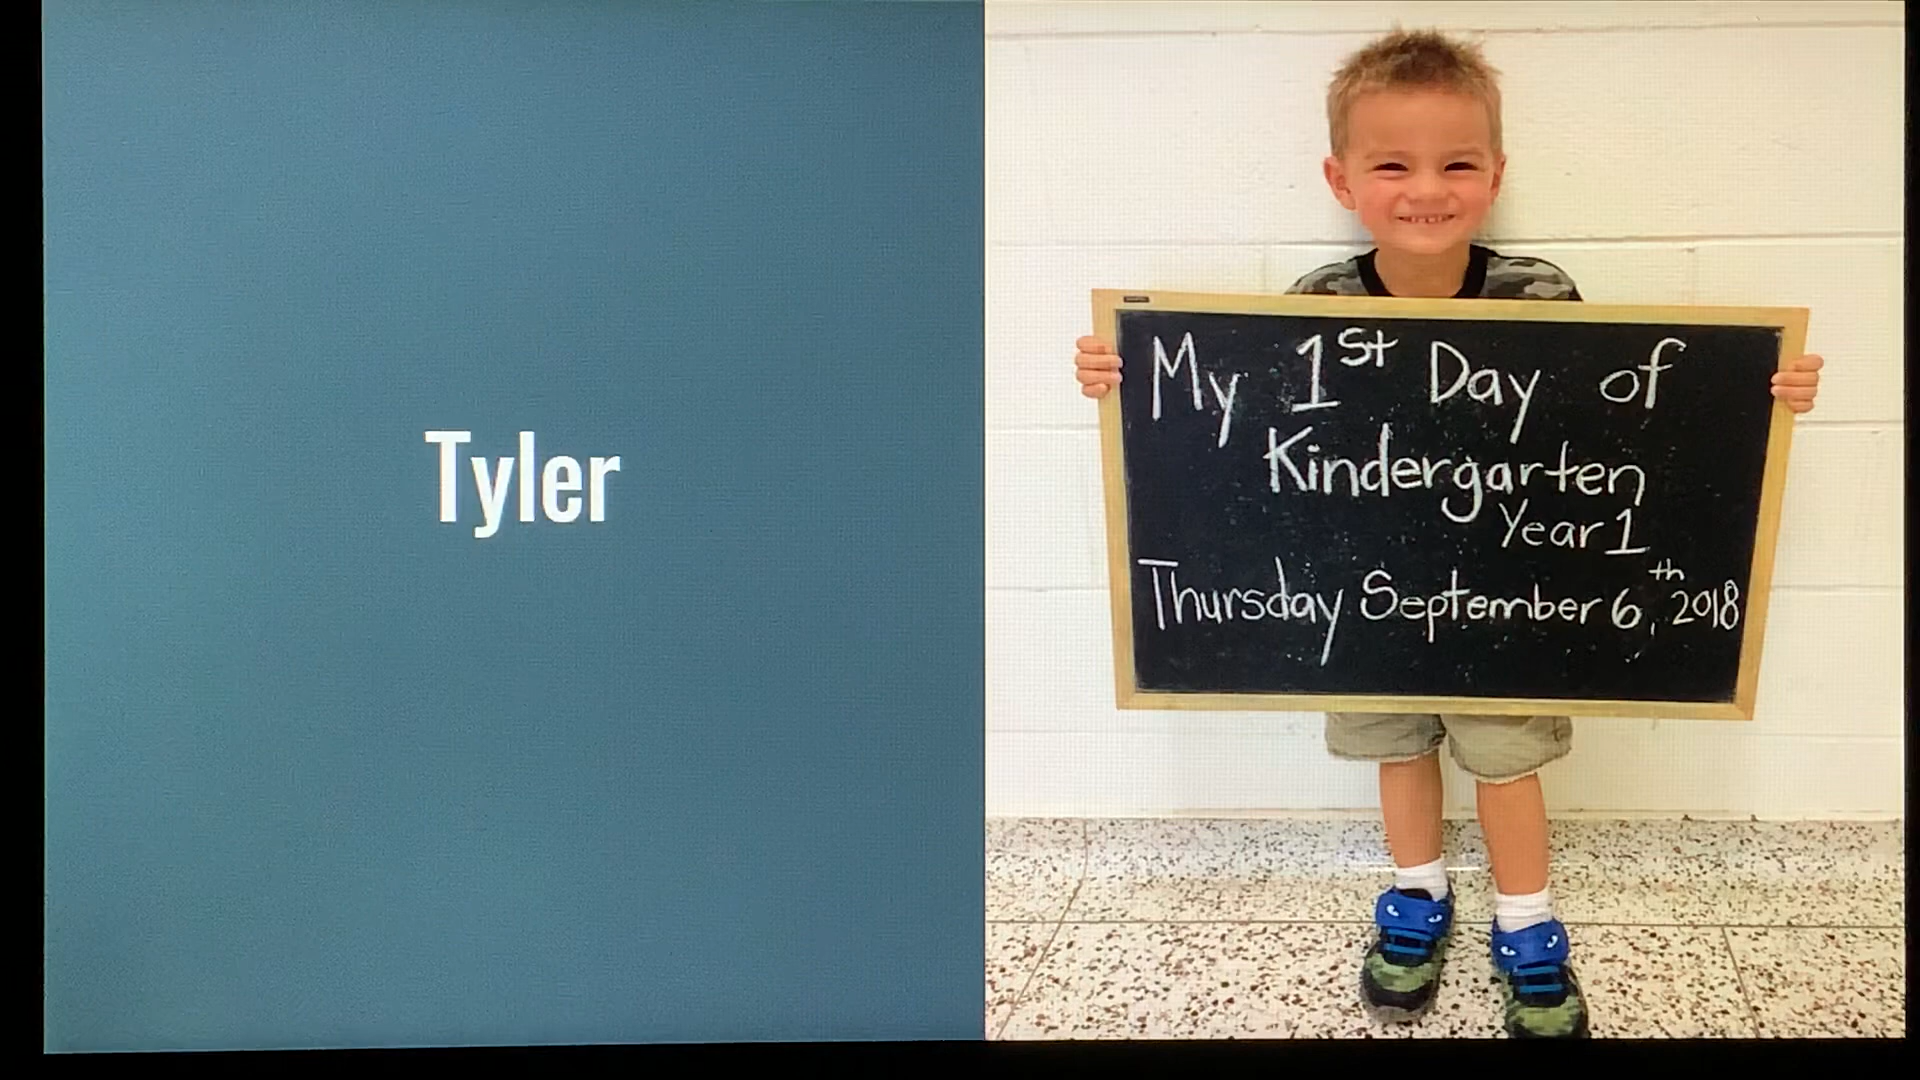 Tyler
My 1st Day of
Kindergarten
Year 1
Thursday September 6th, 2018